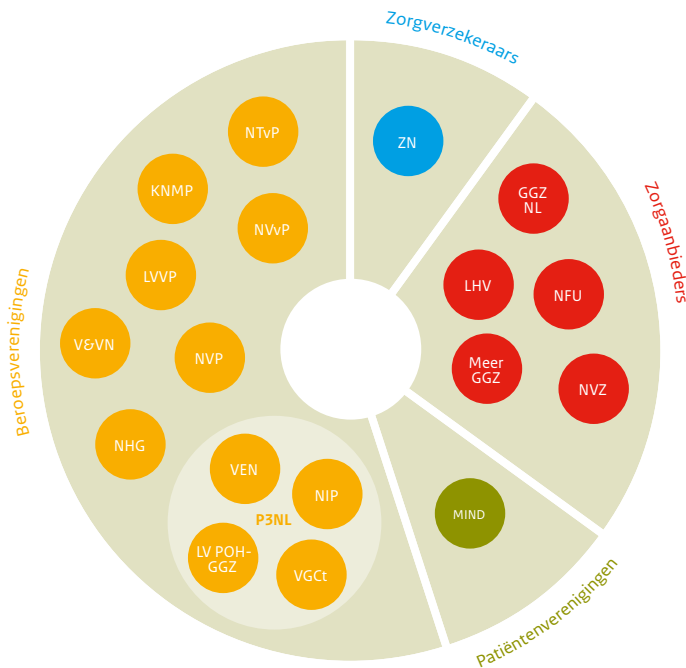 Zorgverzekeraars
ZN
Zorgaanbieders
GGZ
NL
LHV
NFU
Meer
GGZ
NVZ
Patiëntenverenigingen
MIND
Beroepsverenigingen
NTvP
KNMP
NVvP
LVVP
V&VN
NVP
NHG
P3NL
VEN
NIP
LV POH-
GGZ
VGCt